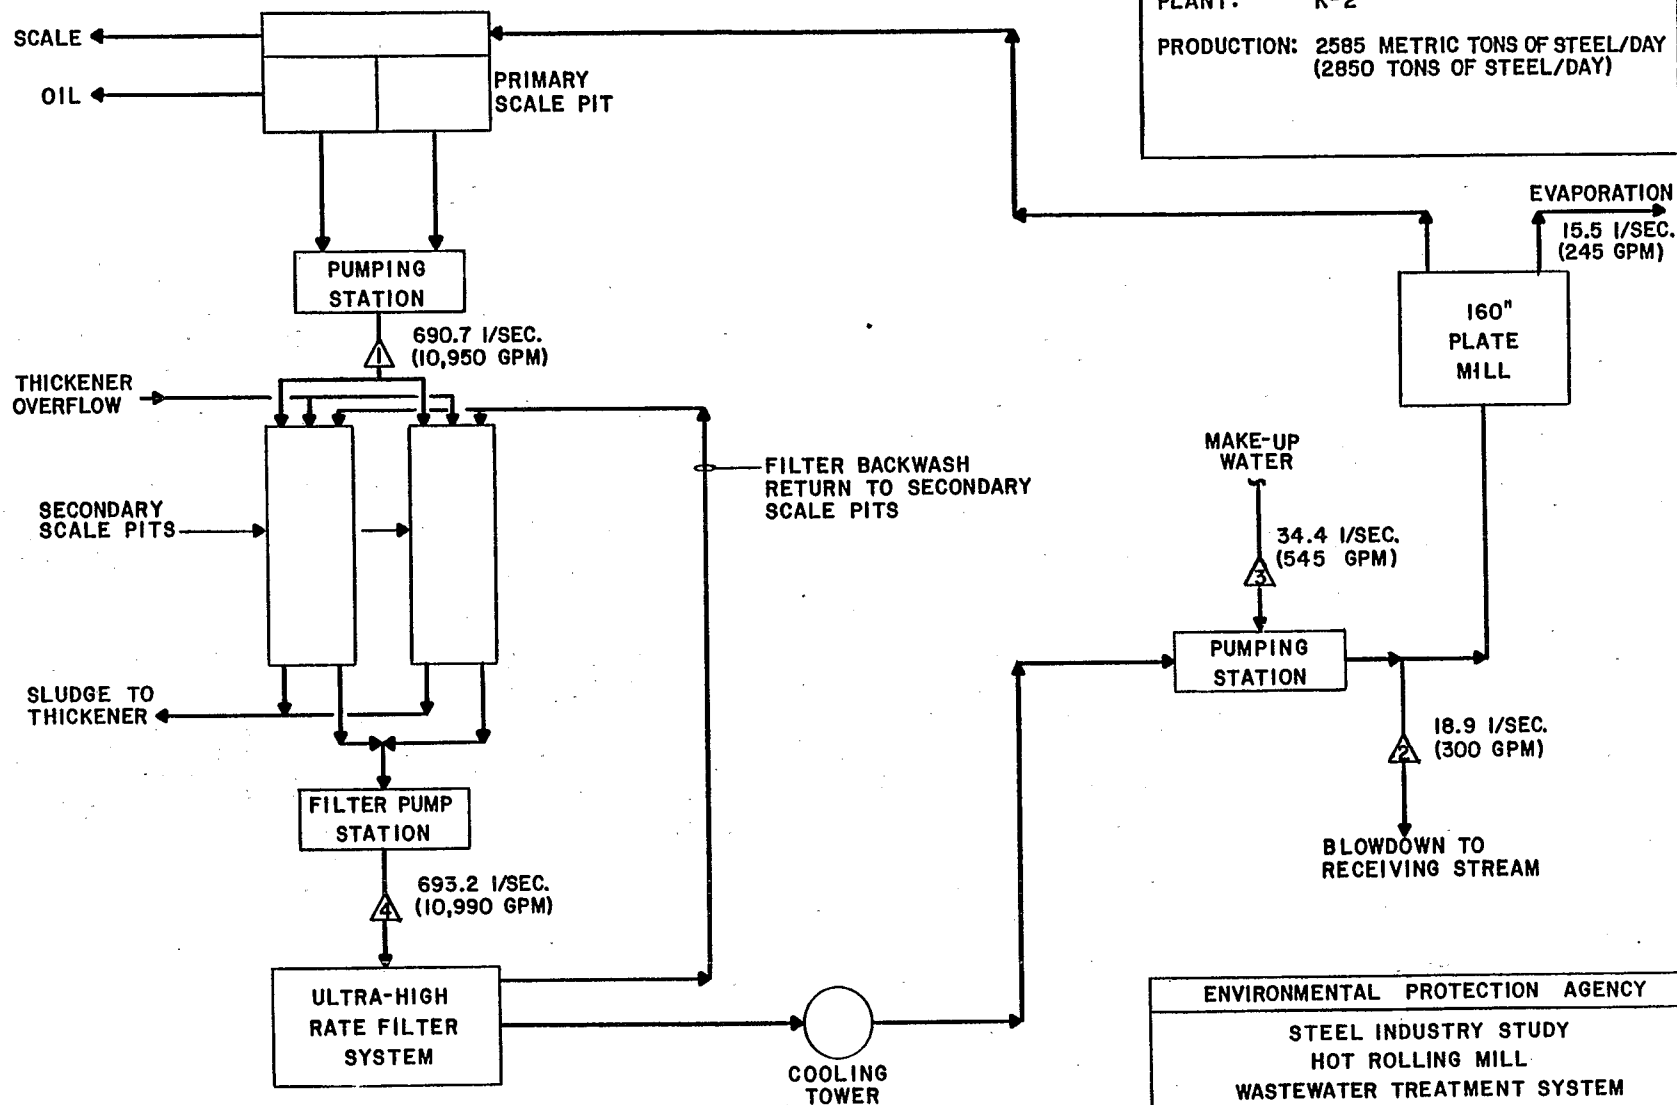 PLANT: K-2
PRODUCTION: 2585 METRIC TONS OF STEEL/DAY
(2850 TONS OF STEEL/DAY)
SCALE
OIL
PRIMARY
SCALE PIT
EVAPORATION
15.5 l/SEC.
(245 GPM)
PUMPING
STATION
160"
PLATE
MILL
690.7 l/SEC.
(10,950 GPM)
1
THICKENER
OVERFLOW
MAKE-UP
WATER
FILTER BACKWASH
RETURN TO SECONDARY
SCALE PITS
SECONDARY
SCALE PITS
34.4 l/SEC.
(545 GPM)
3
PUMPING
STATION
SLUDGE TO
THICKENER
18.9 l/SEC.
(300 GPM)
2
FILTER PUMP
STATION
BLOWDOWN TO
RECEIVING STREAM
693.2 l/SEC.
(10,990 GPM)
4
ULTRA-HIGH
RATE FILTER
SYSTEM
COOLING
TOWER
ENVIRONMENTAL PROTECTION AGENCY
STEEL INDUSTRY STUDY
HOT ROLLING MILL
WASTEWATER TREATMENT SYSTEM